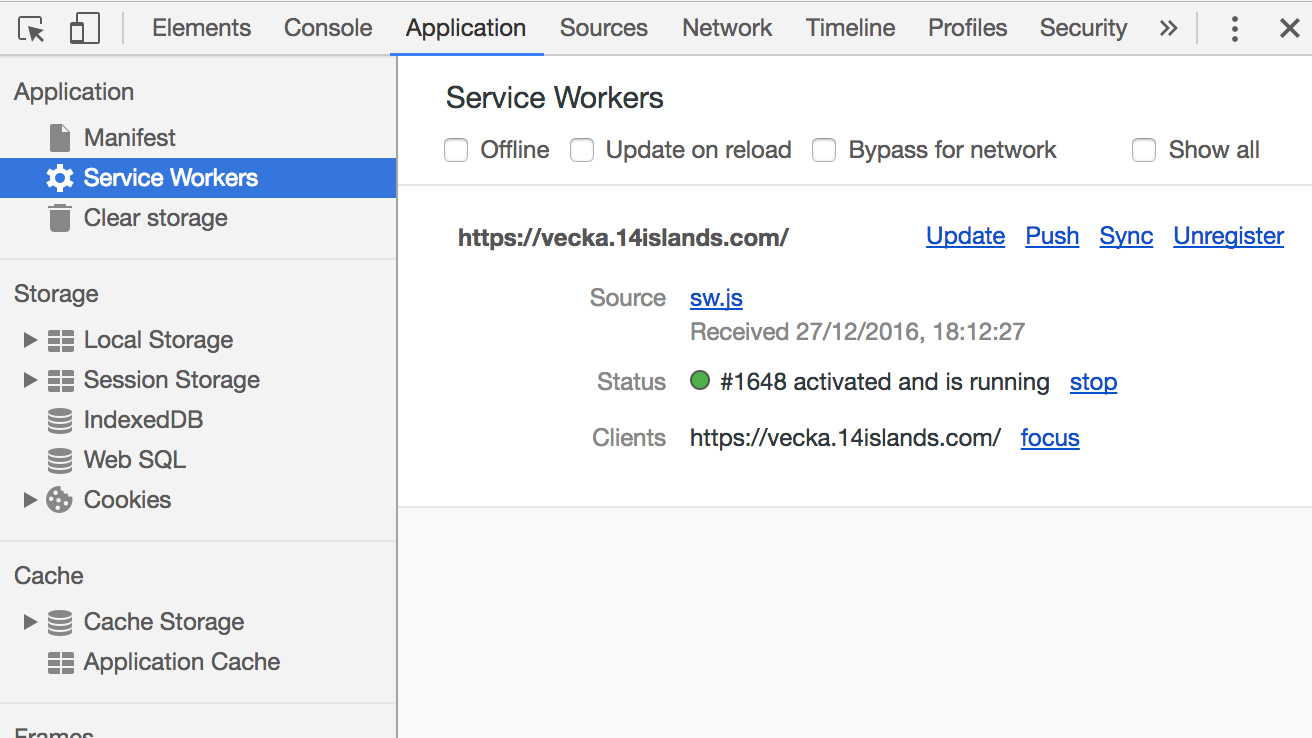 Elements Console Application Sources Network Timeline Profiles Security »
Application
Manifest
Service Workers
Clear storage
Storage
Local Storage
Session Storage
IndexedDB
Web SQL
Cookies
Cache
Cache Storage
Application Cache
Frames
Service Workers
Offline Update on reload Bypass for network Show all
https://vecka.14islands.com/ Update Push Sync Unregister
Source sw.js
Received 27/12/2016, 18:12:27
Status #1648 activated and is running stop
Clients https://vecka.14islands.com/ focus